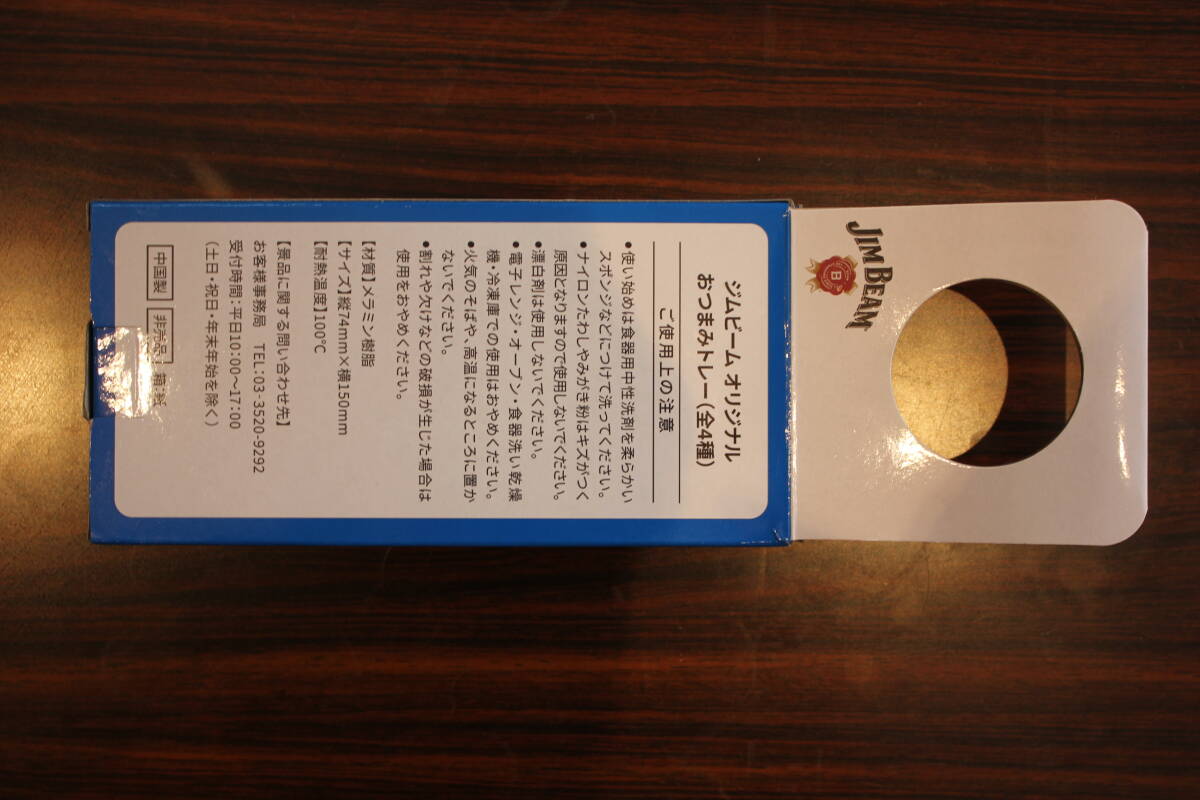 JIM BEAM
B
ジムビーム オリジナル
おつまみトレー(全4種)
ご使用上の注意
●使い始めは食器用中性洗剤を柔らかい
スポンジなどにつけて洗ってください。
●ナイロンたわしやみがき粉はキズがつく
原因となりますので使用しないでください。
●漂白剤は使用しないでください。
●電子レンジ・オーブン・食器洗い乾燥
機・冷凍庫での使用はおやめください。
●火気のそばや、高温になるところに置か
ないでください。
●割れや欠けなどの破損が生じた場合は
使用をおやめください。
【材質】メラミン樹脂
【サイズ】縦74mm×横150mm
【耐熱温度】100℃
【景品に関する問い合わせ先】
お客様事務局 TEL:03-3520-9292
受付時間:平日10:00～17:00
(土日・祝日・年末年始を除く)
中国製 非売品 箱:紙